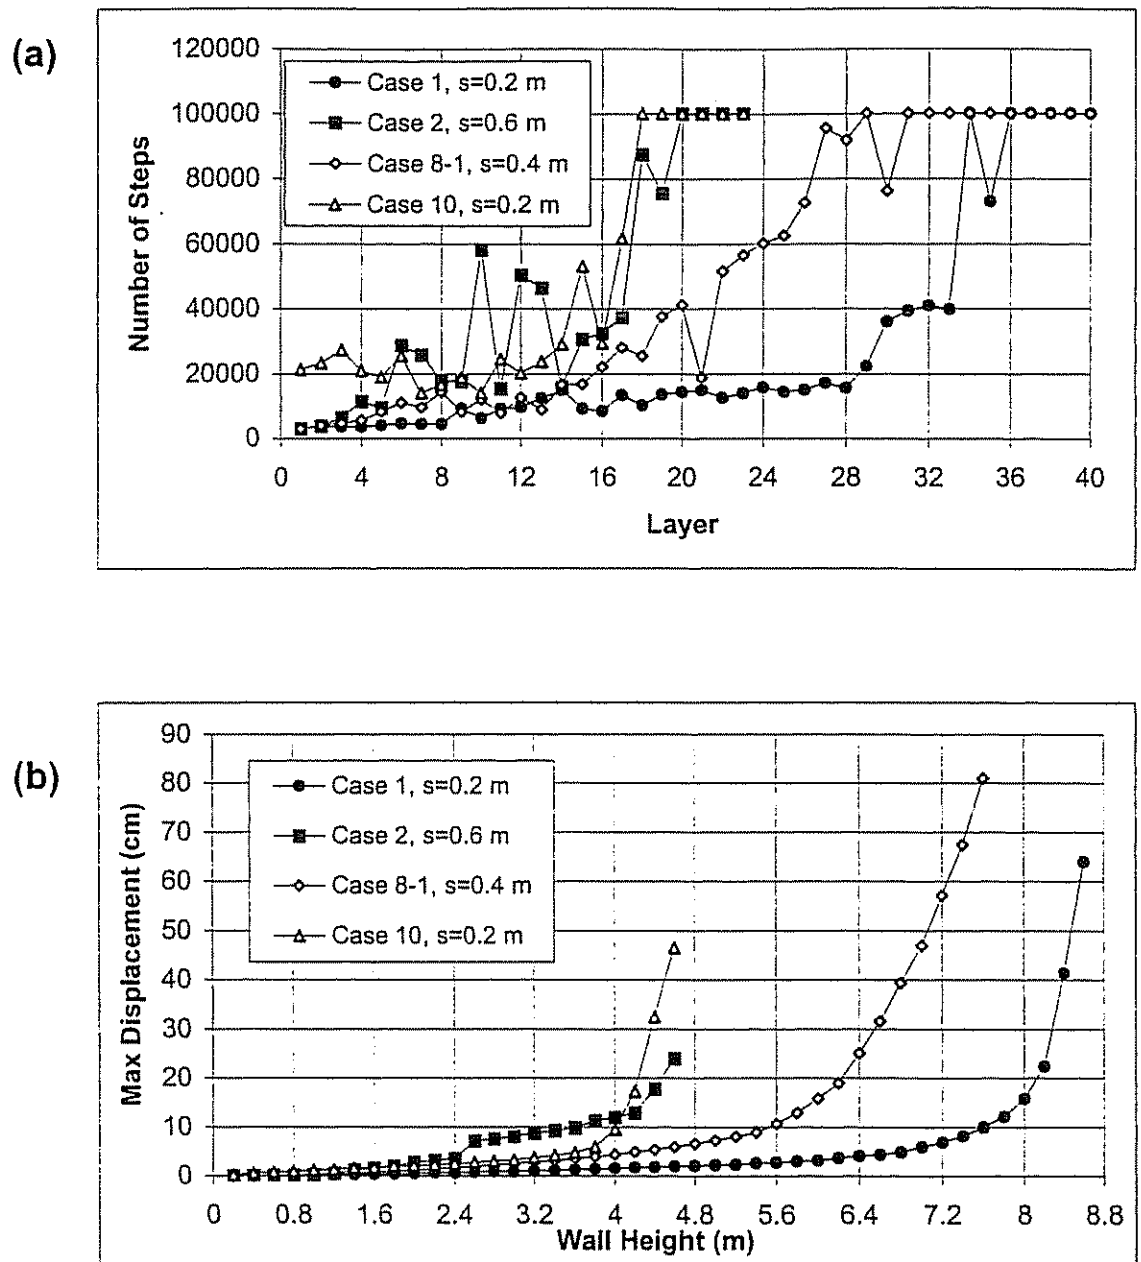 (a)
120000
100000
80000
60000
40000
20000
0
Number of Steps
Case 1, s=0.2 m
Case 2, s=0.6 m
Case 8-1, s=0.4 m
Case 10, s=0.2 m
0 4 8 12 16 20 24 28 32 36 40
Layer
(b)
90
80
70
60
50
40
30
20
10
0
Max Displacement (cm)
Case 1, s=0.2 m
Case 2, s=0.6 m
Case 8-1, s=0.4 m
Case 10, s=0.2 m
0 0.8 1.6 2.4 3.2 4 4.8 5.6 6.4 7.2 8 8.8
Wall Height (m)